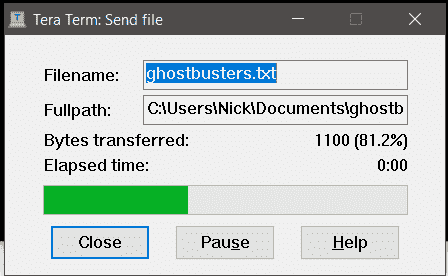 Tera Term: Send file
Filename: ghostbusters.txt
Fullpath: C:\Users\Nick\Documents\ghostb
Bytes transferred: 1100 (81.2%)
Elapsed time: 0:00
Close Pause Help